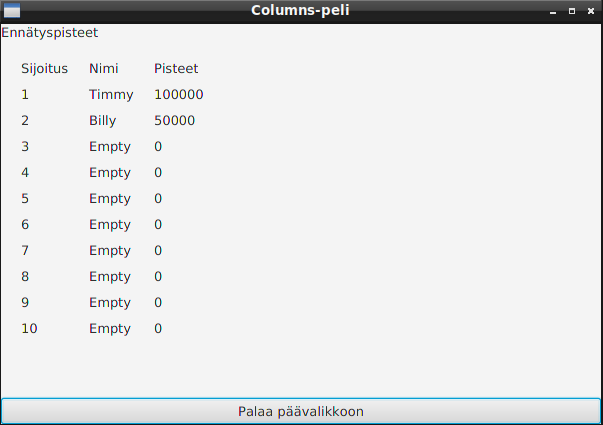 Columns-peli
Ennätyspisteet
Sijoitus Nimi Pisteet
1 Timmy 100000
2 Billy 50000
3 Empty 0
4 Empty 0
5 Empty 0
6 Empty 0
7 Empty 0
8 Empty 0
9 Empty 0
10 Empty 0
Palaa päävalikkoon